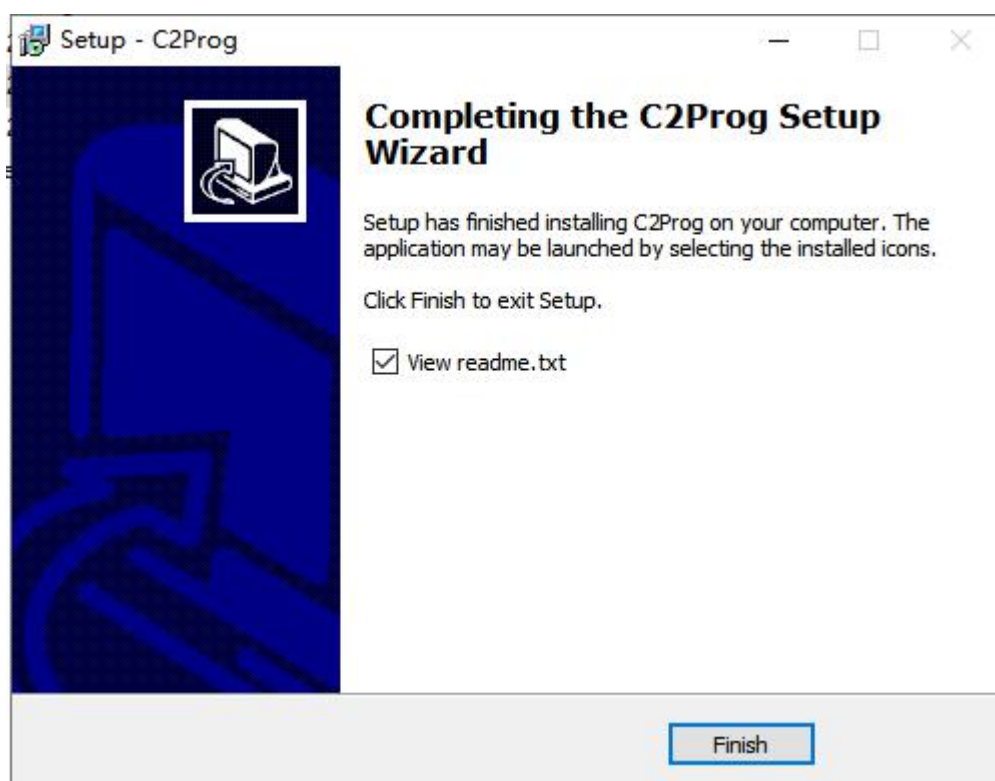 Setup - C2Prog
Completing the C2Prog Setup
Wizard
Setup has finished installing C2Prog on your computer. The
application may be launched by selecting the installed icons.
Click Finish to exit Setup.
View readme.txt
Finish